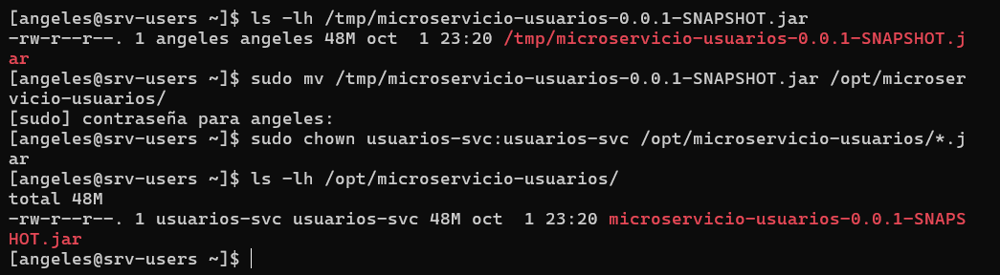 [angeles@srv-users ~]$ ls -lh /tmp/microservicio-usuarios-0.0.1-SNAPSHOT.jar
-rw-r--r--. 1 angeles angeles 48M oct  1 23:20 /tmp/microservicio-usuarios-0.0.1-SNAPSHOT.j
ar
[angeles@srv-users ~]$ sudo mv /tmp/microservicio-usuarios-0.0.1-SNAPSHOT.jar /opt/microser
vicio-usuarios/
[sudo] contraseña para angeles:
[angeles@srv-users ~]$ sudo chown usuarios-svc:usuarios-svc /opt/microservicio-usuarios/*.j
ar
[angeles@srv-users ~]$ ls -lh /opt/microservicio-usuarios/
total 48M
-rw-r--r--. 1 usuarios-svc usuarios-svc 48M oct  1 23:20 microservicio-usuarios-0.0.1-SNAPS
HOT.jar
[angeles@srv-users ~]$